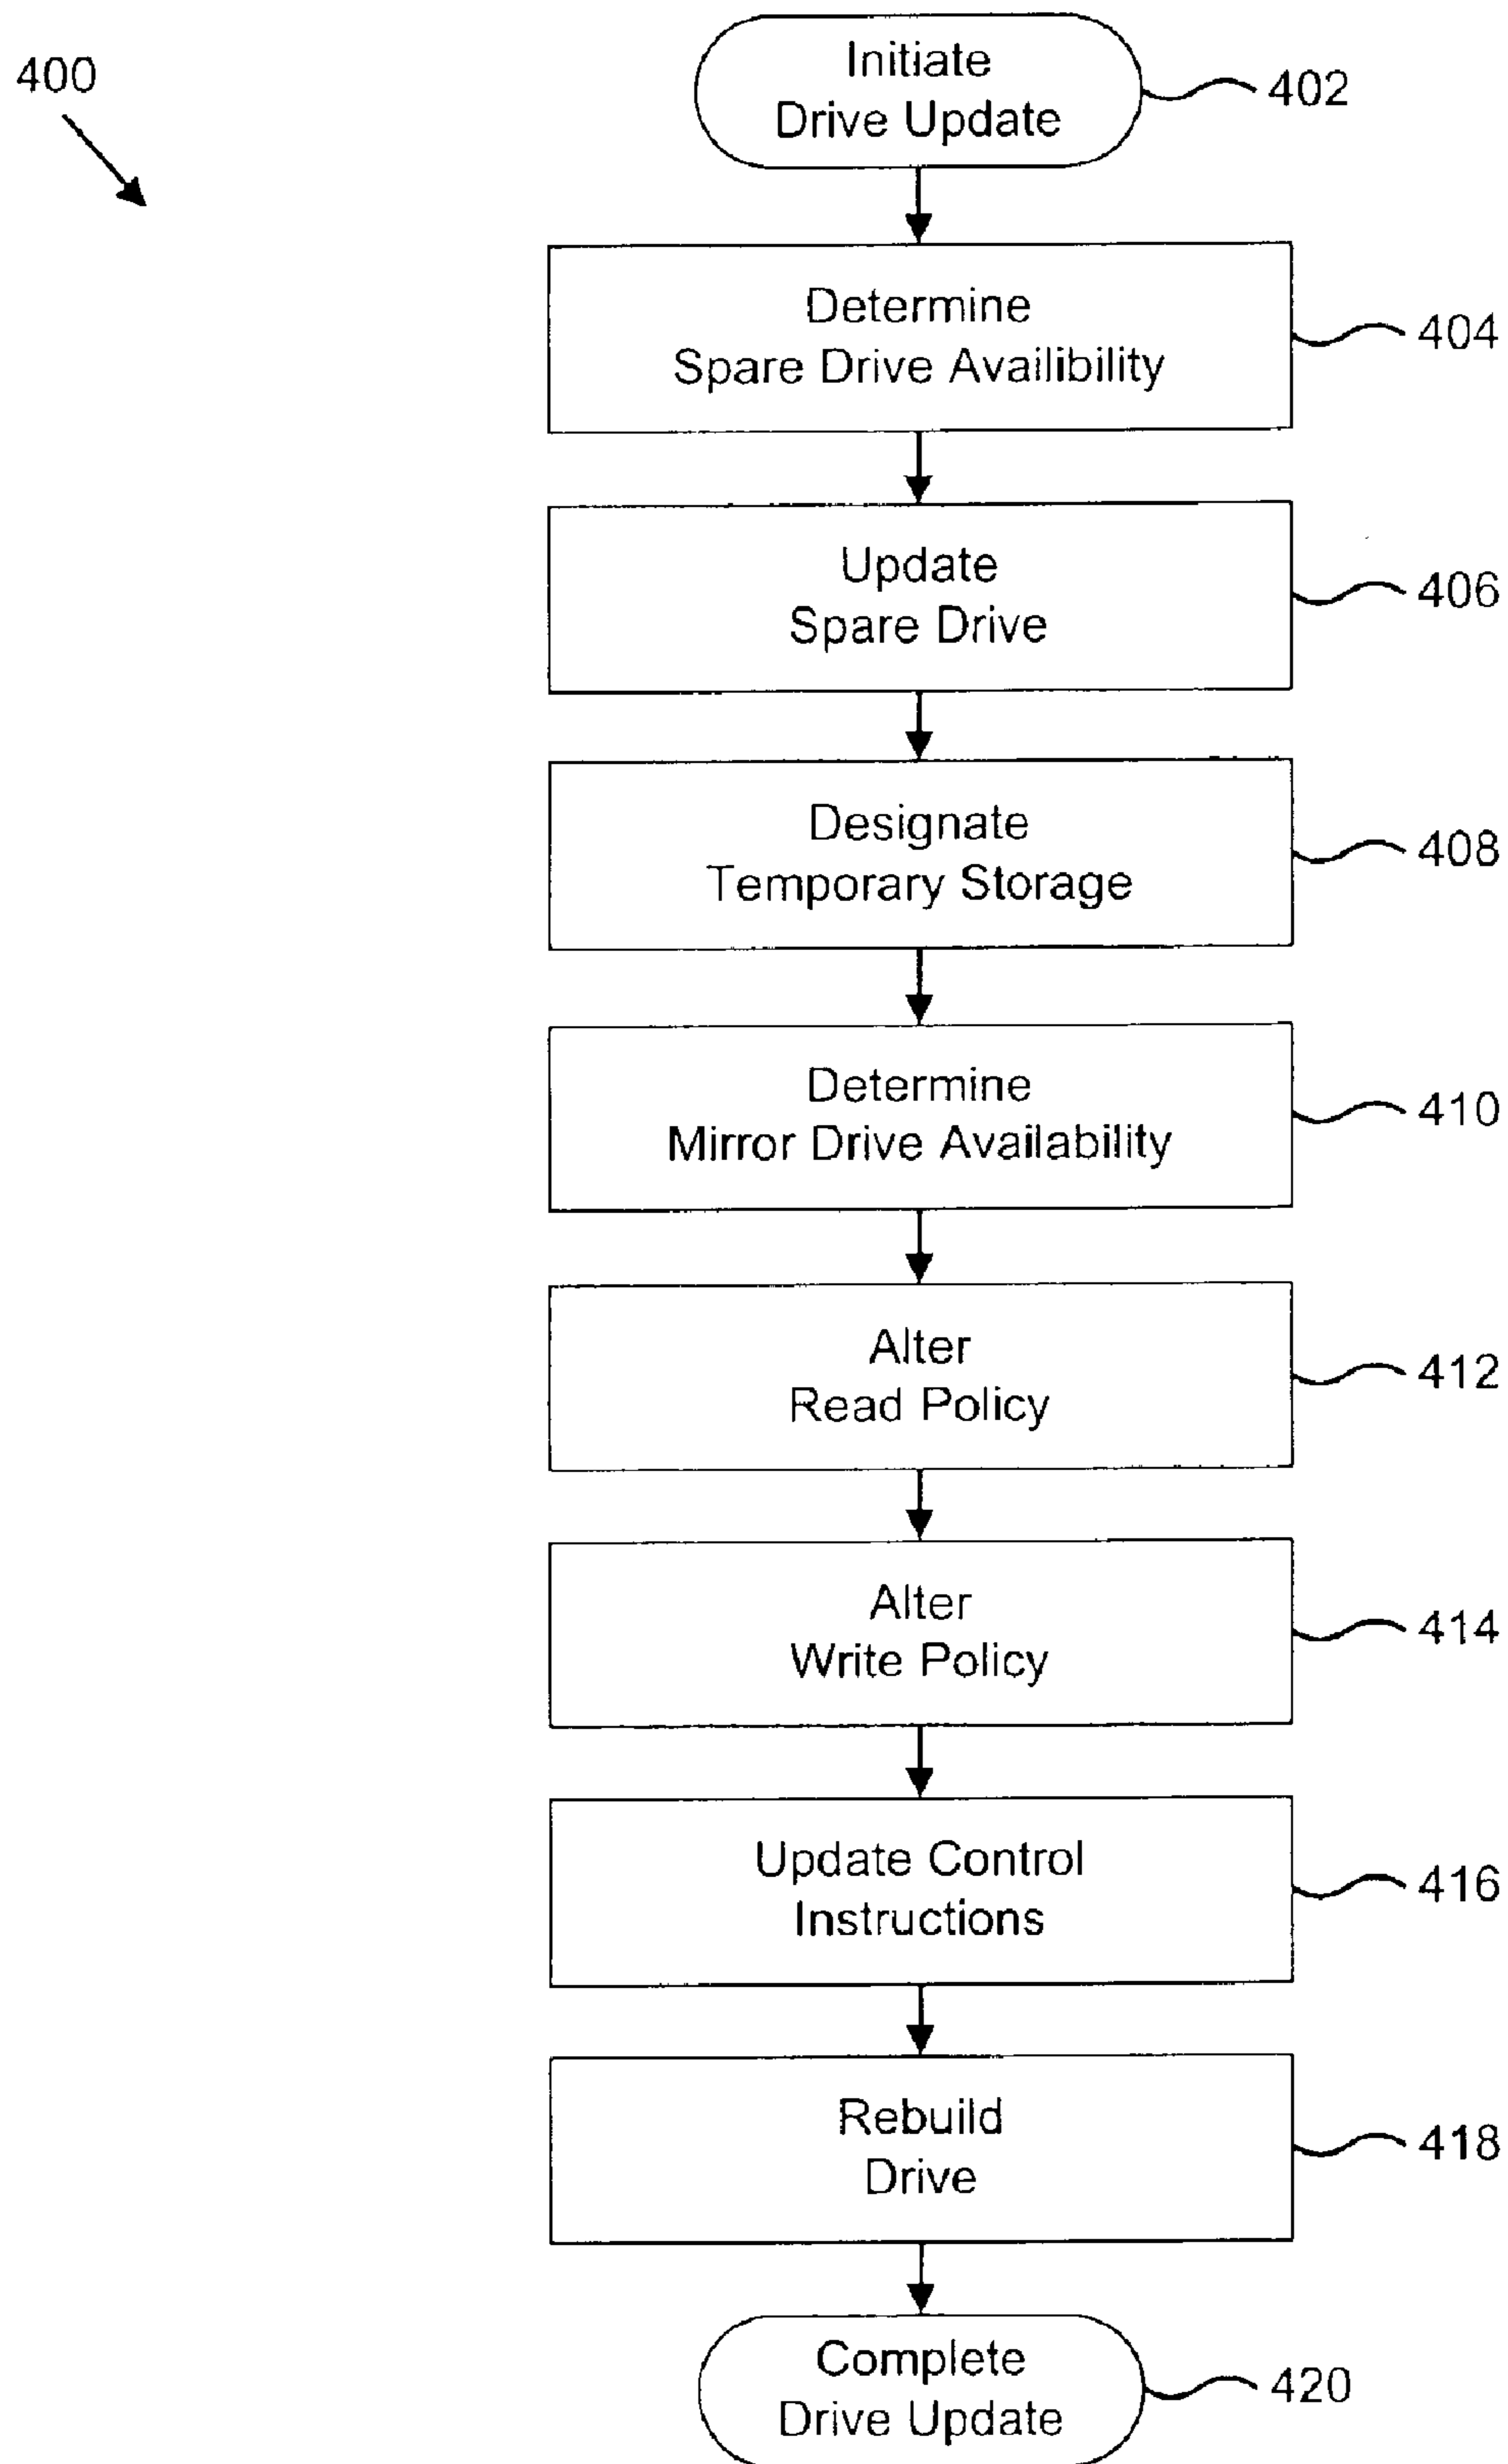 400
Initiate
Drive Update
402
Determine
Spare Drive Availibility
404
Update
Spare Drive
406
Designate
Temporary Storage
408
Determine
Mirror Drive Availability
410
Alter
Read Policy
412
Alter
Write Policy
414
Update Control
Instructions
416
Rebuild
Drive
418
Complete
Drive Update
420